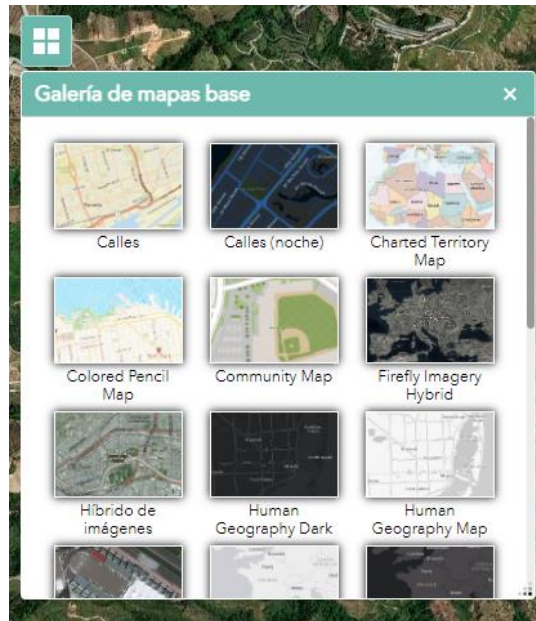 Galería de mapas base ×
Calles
Calles (noche)
Charted Territory
Map
Colored Pencil
Map
Community Map
Firefly Imagery
Hybrid
Híbrido de
imágenes
Human
Geography Dark
Human
Geography Map